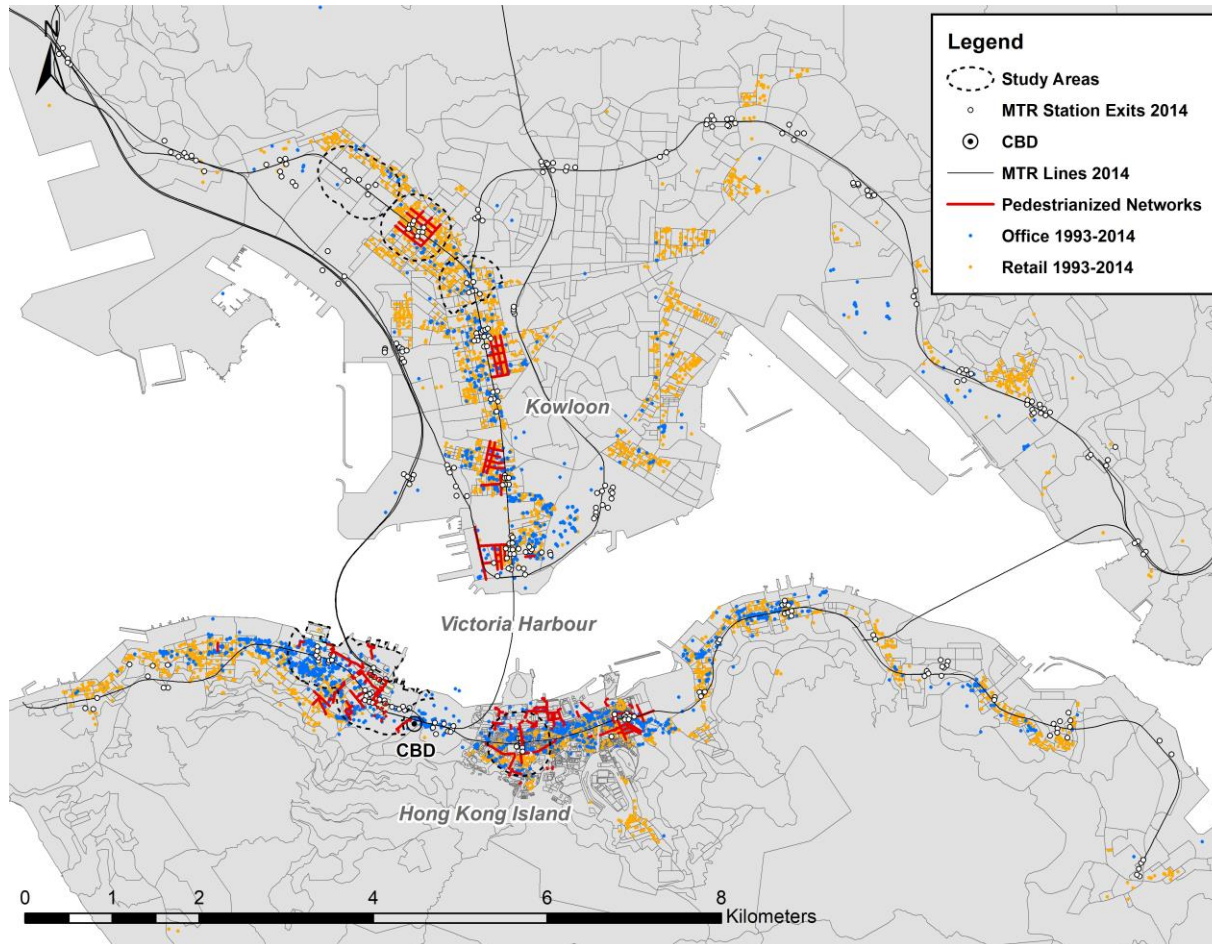 N
Legend
Study Areas
MTR Station Exits 2014
CBD
MTR Lines 2014
Pedestrianized Networks
Office 1993-2014
Retail 1993-2014
Kowloon
Victoria Harbour
CBD
Hong Kong Island
0 1 2 4 6 8
Kilometers